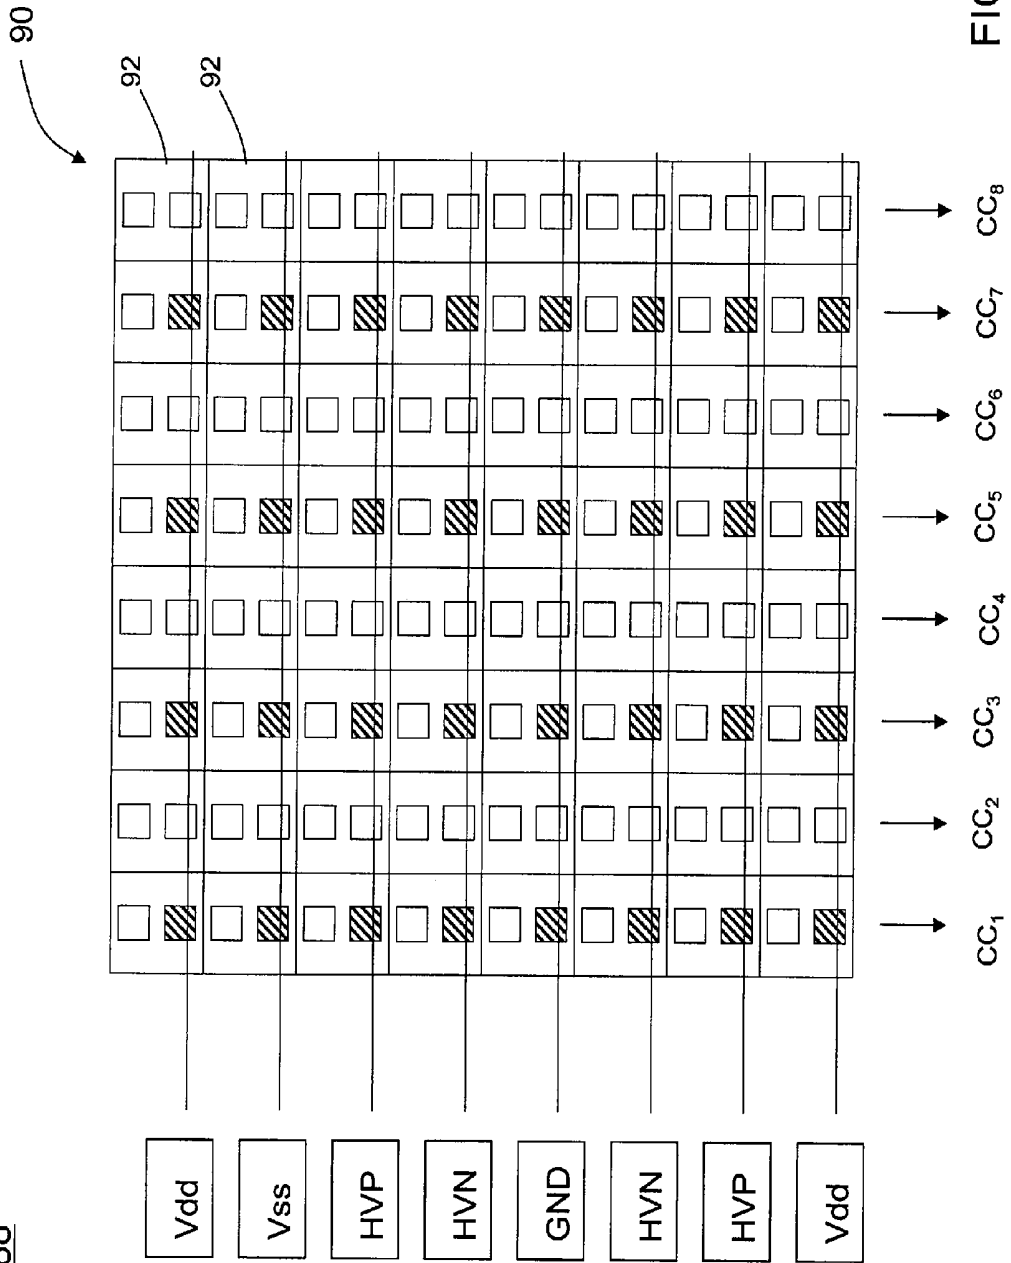 90
92
92
Vdd
Vss
HVP
HVN
GND
HVN
HVP
Vdd
CC₁ CC₂ CC₃ CC₄ CC₅ CC₆ CC₇ CC₈